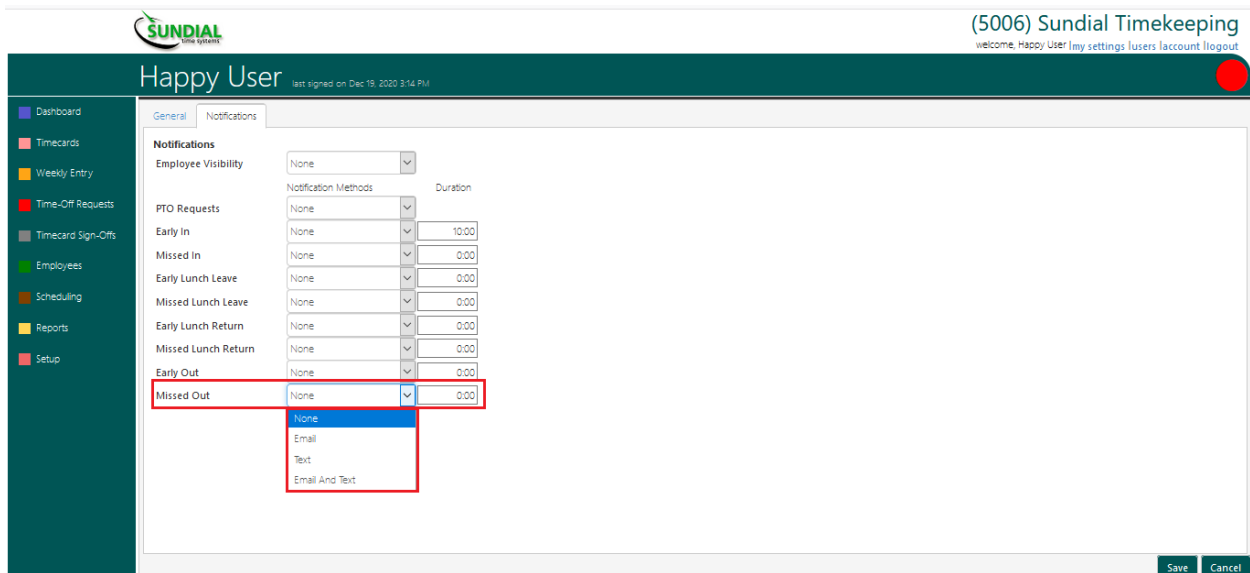 SUNDIAL
time systems
(5006) Sundial Timekeeping
welcome, Happy User |my settings |users |account |logout
Happy User last signed on Dec 19, 2020 3:14 PM
Dashboard
Timecards
Weekly Entry
Time-Off Requests
Timecard Sign-Offs
Employees
Scheduling
Reports
Setup
General Notifications
Notifications
Employee Visibility None
Notification Methods Duration
PTO Requests None
Early In None 10:00
Missed In None 0:00
Early Lunch Leave None 0:00
Missed Lunch Leave None 0:00
Early Lunch Return None 0:00
Missed Lunch Return None 0:00
Early Out None 0:00
Missed Out None 0:00
None
Email
Text
Email And Text
Save Cancel